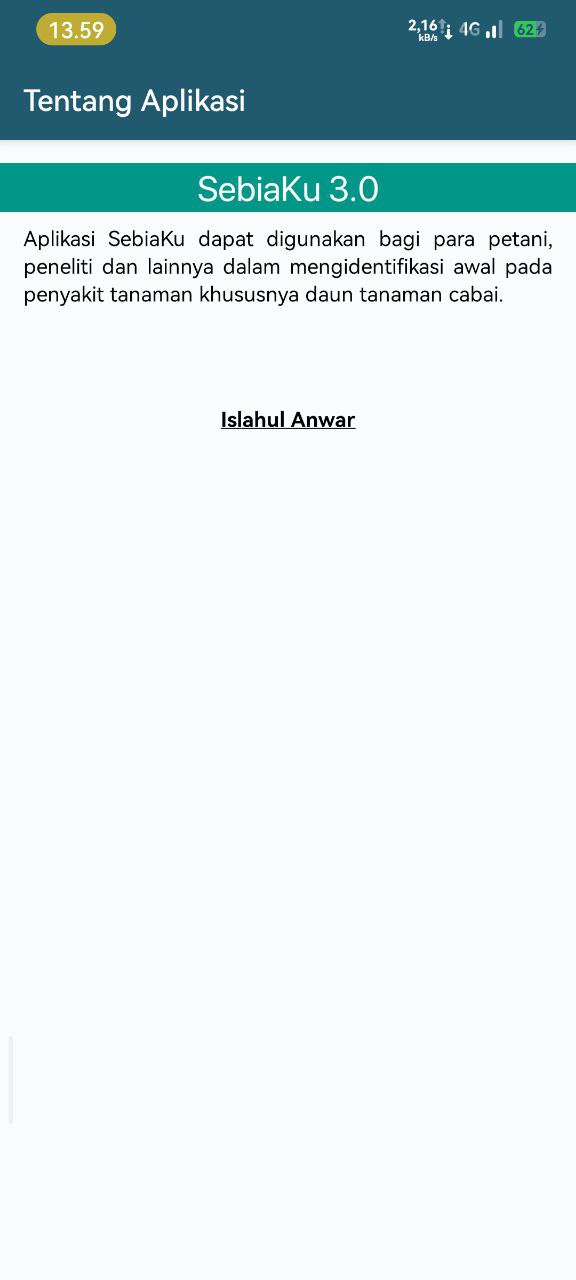 13.59
2,16 kB/s 4G 62
Tentang Aplikasi
SebiaKu 3.0
Aplikasi SebiaKu dapat digunakan bagi para petani,
peneliti dan lainnya dalam mengidentifikasi awal pada
penyakit tanaman khususnya daun tanaman cabai.
Islahul Anwar